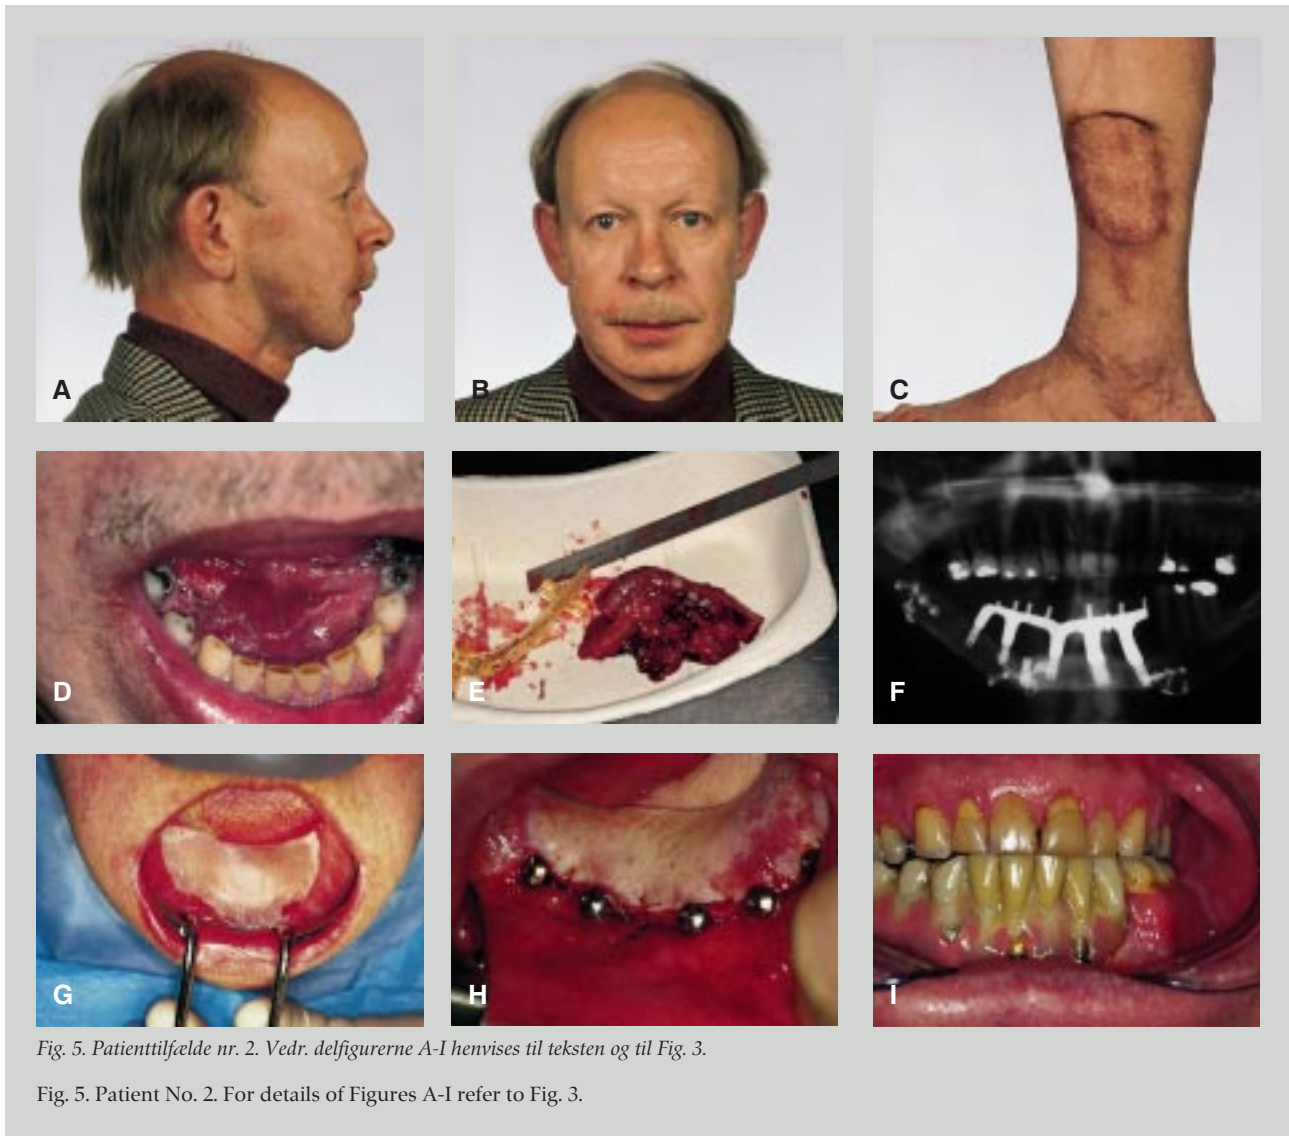 A
B
C
D
E
F
G
H
I
Fig. 5. Patienttilfælde nr. 2. Vedr. delfigurerne A-I henvises til teksten og til Fig. 3.
Fig. 5. Patient No. 2. For details of Figures A-I refer to Fig. 3.